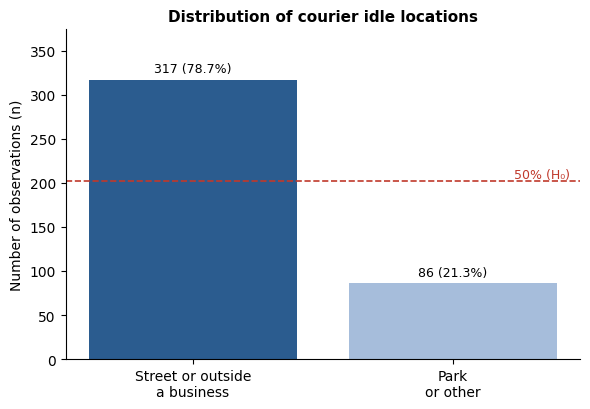 Distribution of courier idle locations
Number of observations (n)
350
300
250
200
150
100
50
0
317 (78.7%)
86 (21.3%)
50% (H₀)
Street or outside
a business
Park
or other